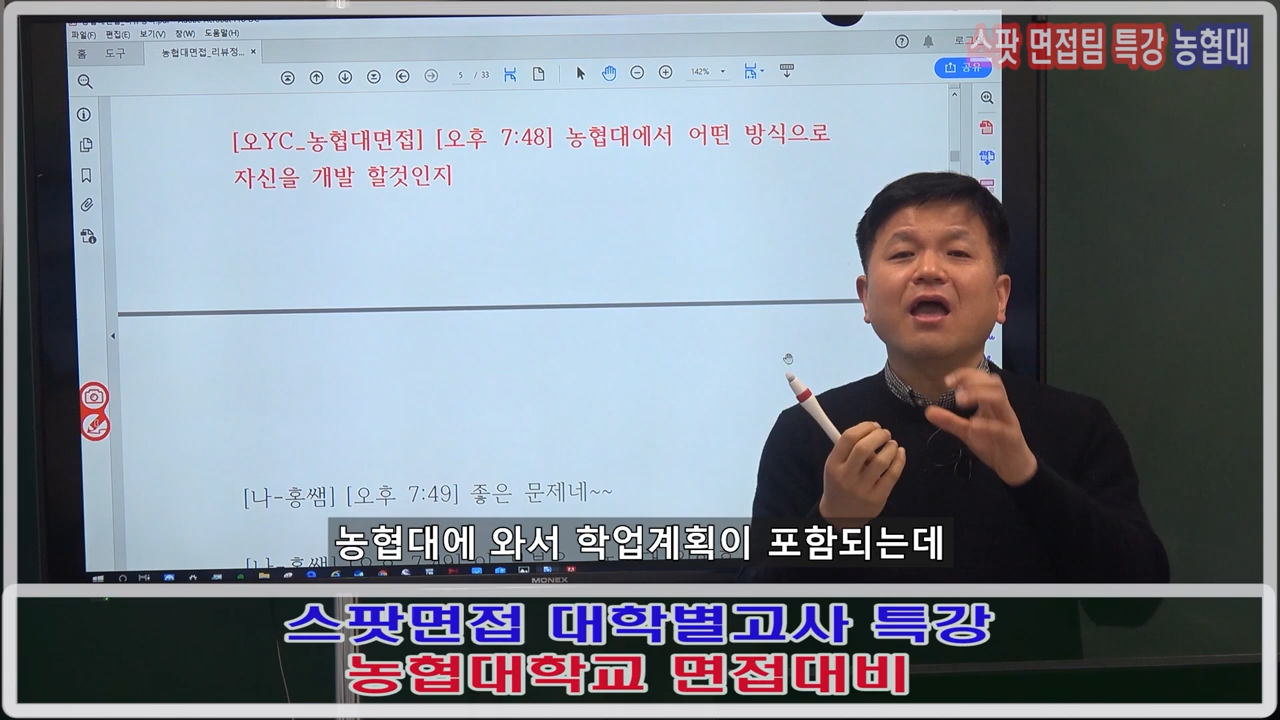 파일(F) 편집(E) 보기(V) 창(W) 도움말(H)
홈 도구 농협대면접_리뷰정... ×
스팟 면접팀 특강 농협대
/ 33
142%
공유
[오YC_농협대면접] [오후 7:48] 농협대에서 어떤 방식으로
자신을 개발 할것인지
[나-홍쌤] [오후 7:49] 좋은 문제네~~
농협대에 와서 학업계획이 포함되는데
MONEX
스팟면접 대학별고사 특강
농협대학교 면접대비